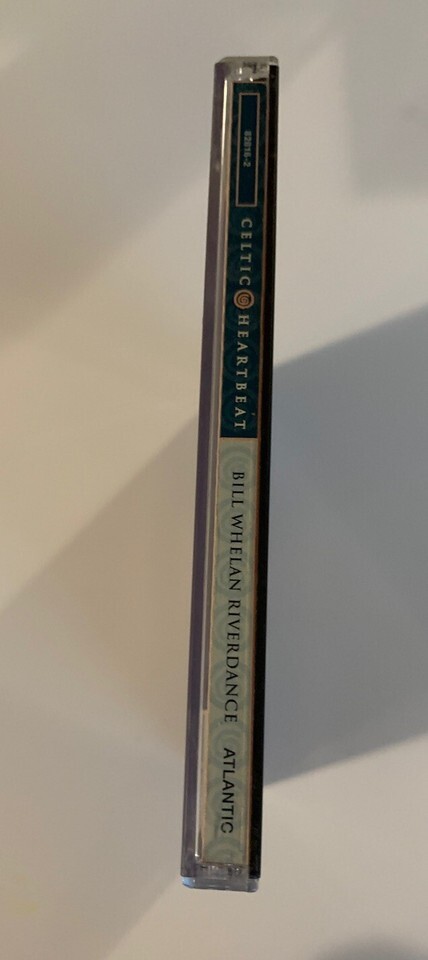 82816-2
CELTIC HEARTBEAT
BILL WHELAN RIVERDANCE ATLANTIC